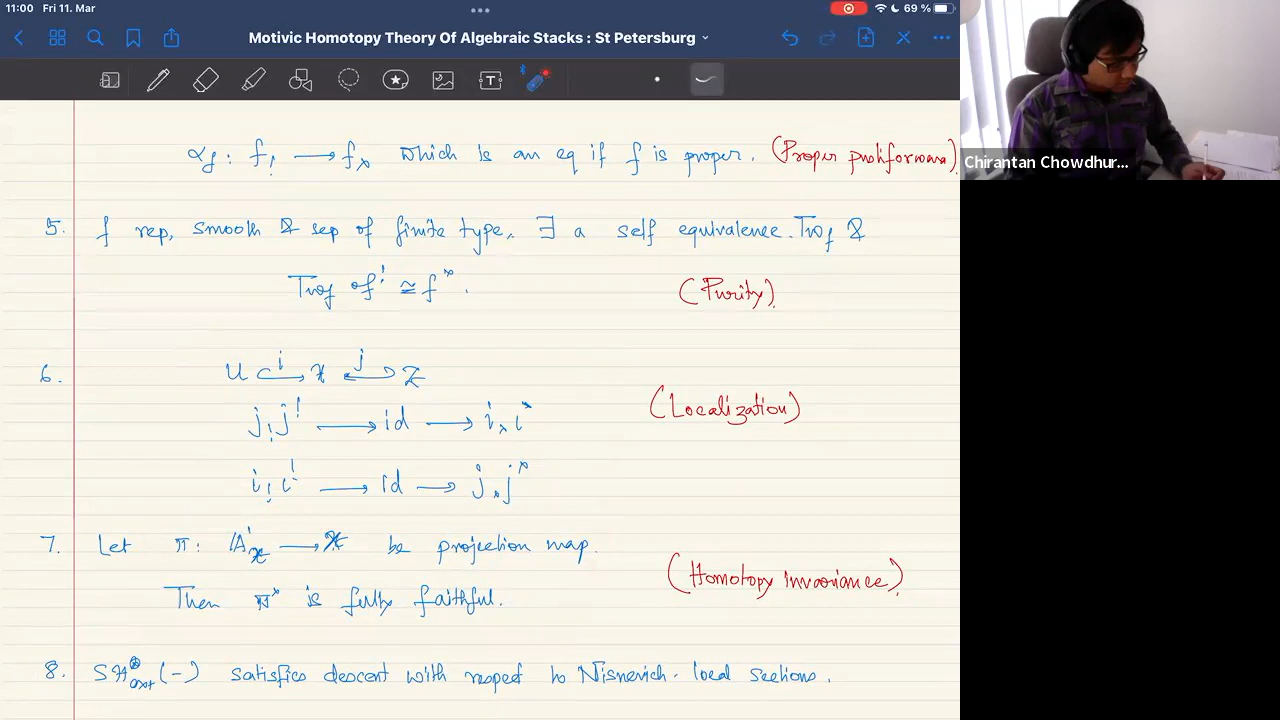 11:00 Fri 11. Mar
69 %
Motivic Homotopy Theory Of Algebraic Stacks : St Petersburg
Chirantan Chowdhur...
α_f : f_! → f_* which is an eq if f is proper. (Proper pushforward)
5. f rep, smooth & sep of finite type, ∃ a self equivalence Tw_f &
Tw_f o f^! ≅ f^*. (Purity)
6. U ↪^i 𝒳 ↩^j Z
j_! j^! → id → i_* i^* (Localization)
i_! i^! → id → j_* j^*
7. Let π : 𝔸^1_𝒳 → 𝒳 be projection map.
Then π^* is fully faithful. (Homotopy invariance)
8. SH^⊗_ext (-) satisfies descent with respect to Nisnevich local sections.